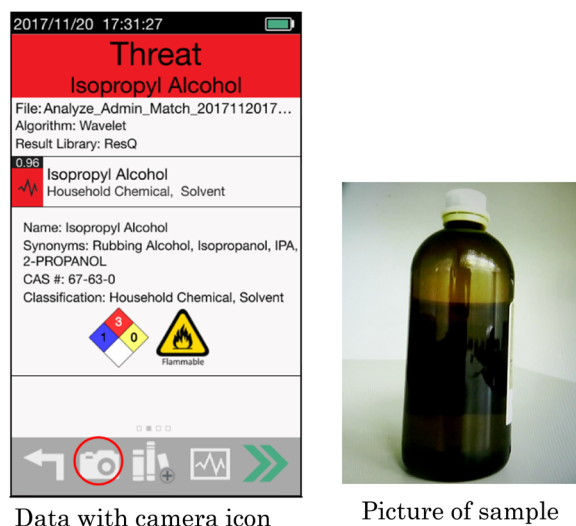 2017/11/20 17:31:27
Threat
Isopropyl Alcohol
File: Analyze_Admin_Match_2017112017...
Algorithm: Wavelet
Result Library: ResQ
0.96
Isopropyl Alcohol
Household Chemical, Solvent
Name: Isopropyl Alcohol
Synonyms: Rubbing Alcohol, Isopropanol, IPA,
2-PROPANOL
CAS #: 67-63-0
Classification: Household Chemical, Solvent
3
1 0
Flammable
Data with camera icon
Picture of sample